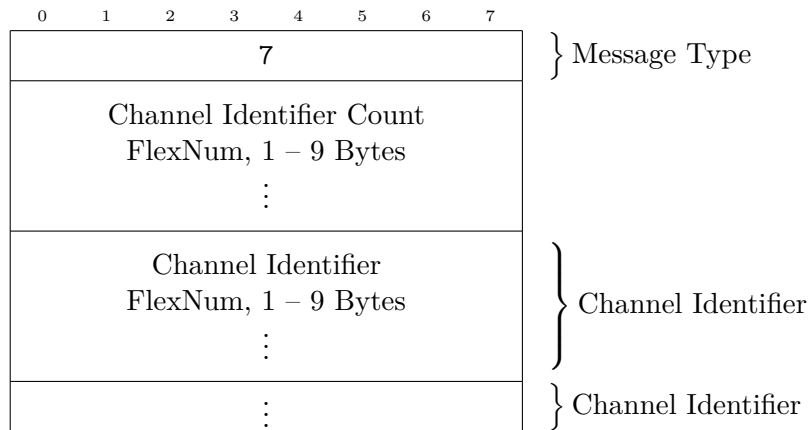 0 1 2 3 4 5 6 7
7
Message Type
Channel Identifier Count
FlexNum, 1 – 9 Bytes
⋮
Channel Identifier
FlexNum, 1 – 9 Bytes
⋮
Channel Identifier
⋮
Channel Identifier